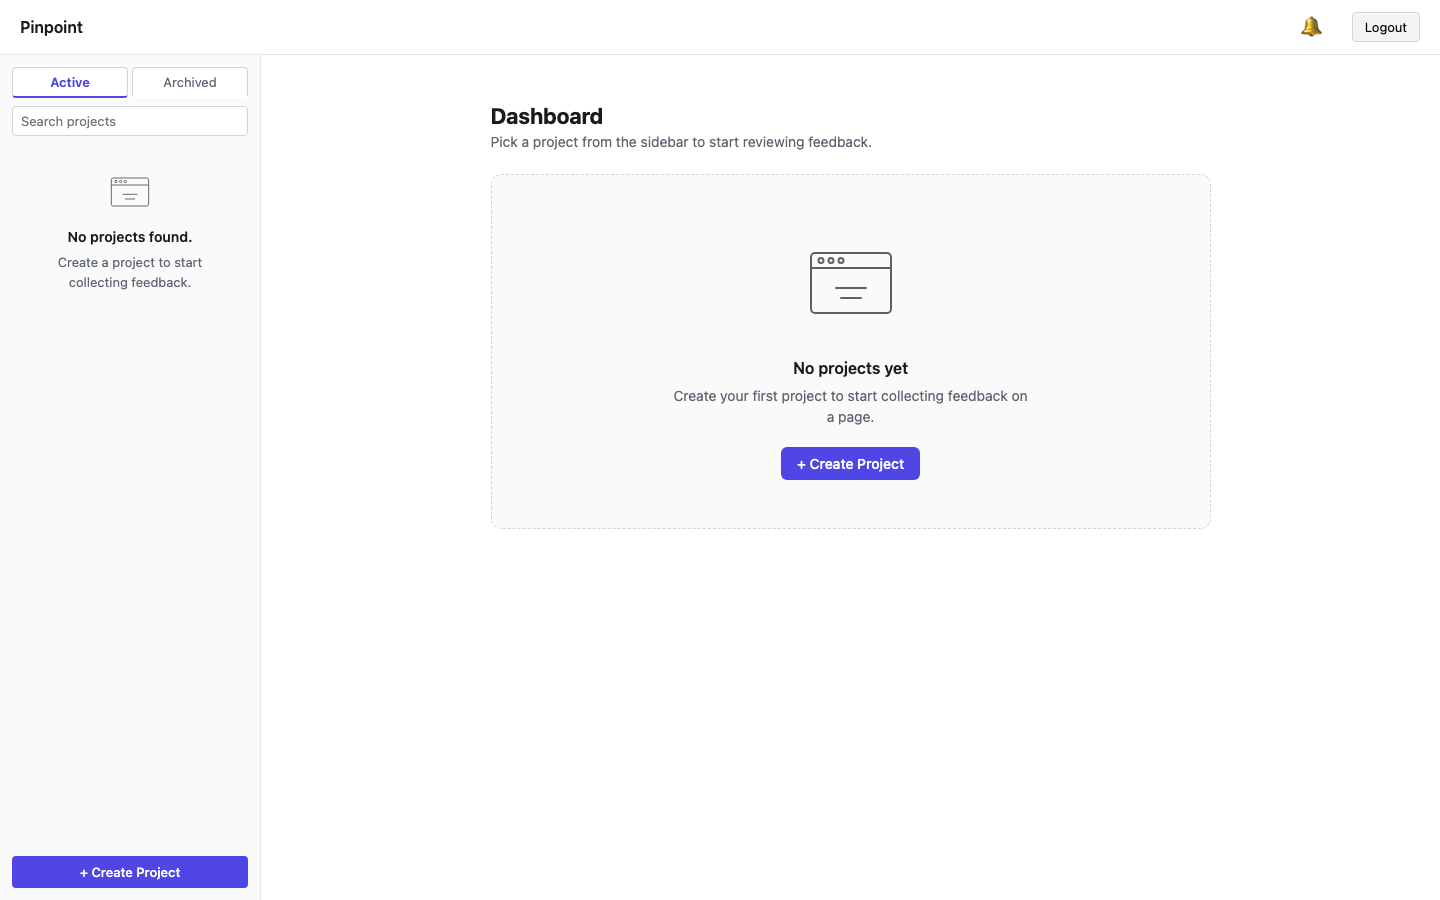 Pinpoint
Logout
Active
Archived
Search projects
No projects found.
Create a project to start
collecting feedback.
+ Create Project
Dashboard
Pick a project from the sidebar to start reviewing feedback.
No projects yet
Create your first project to start collecting feedback on
a page.
+ Create Project